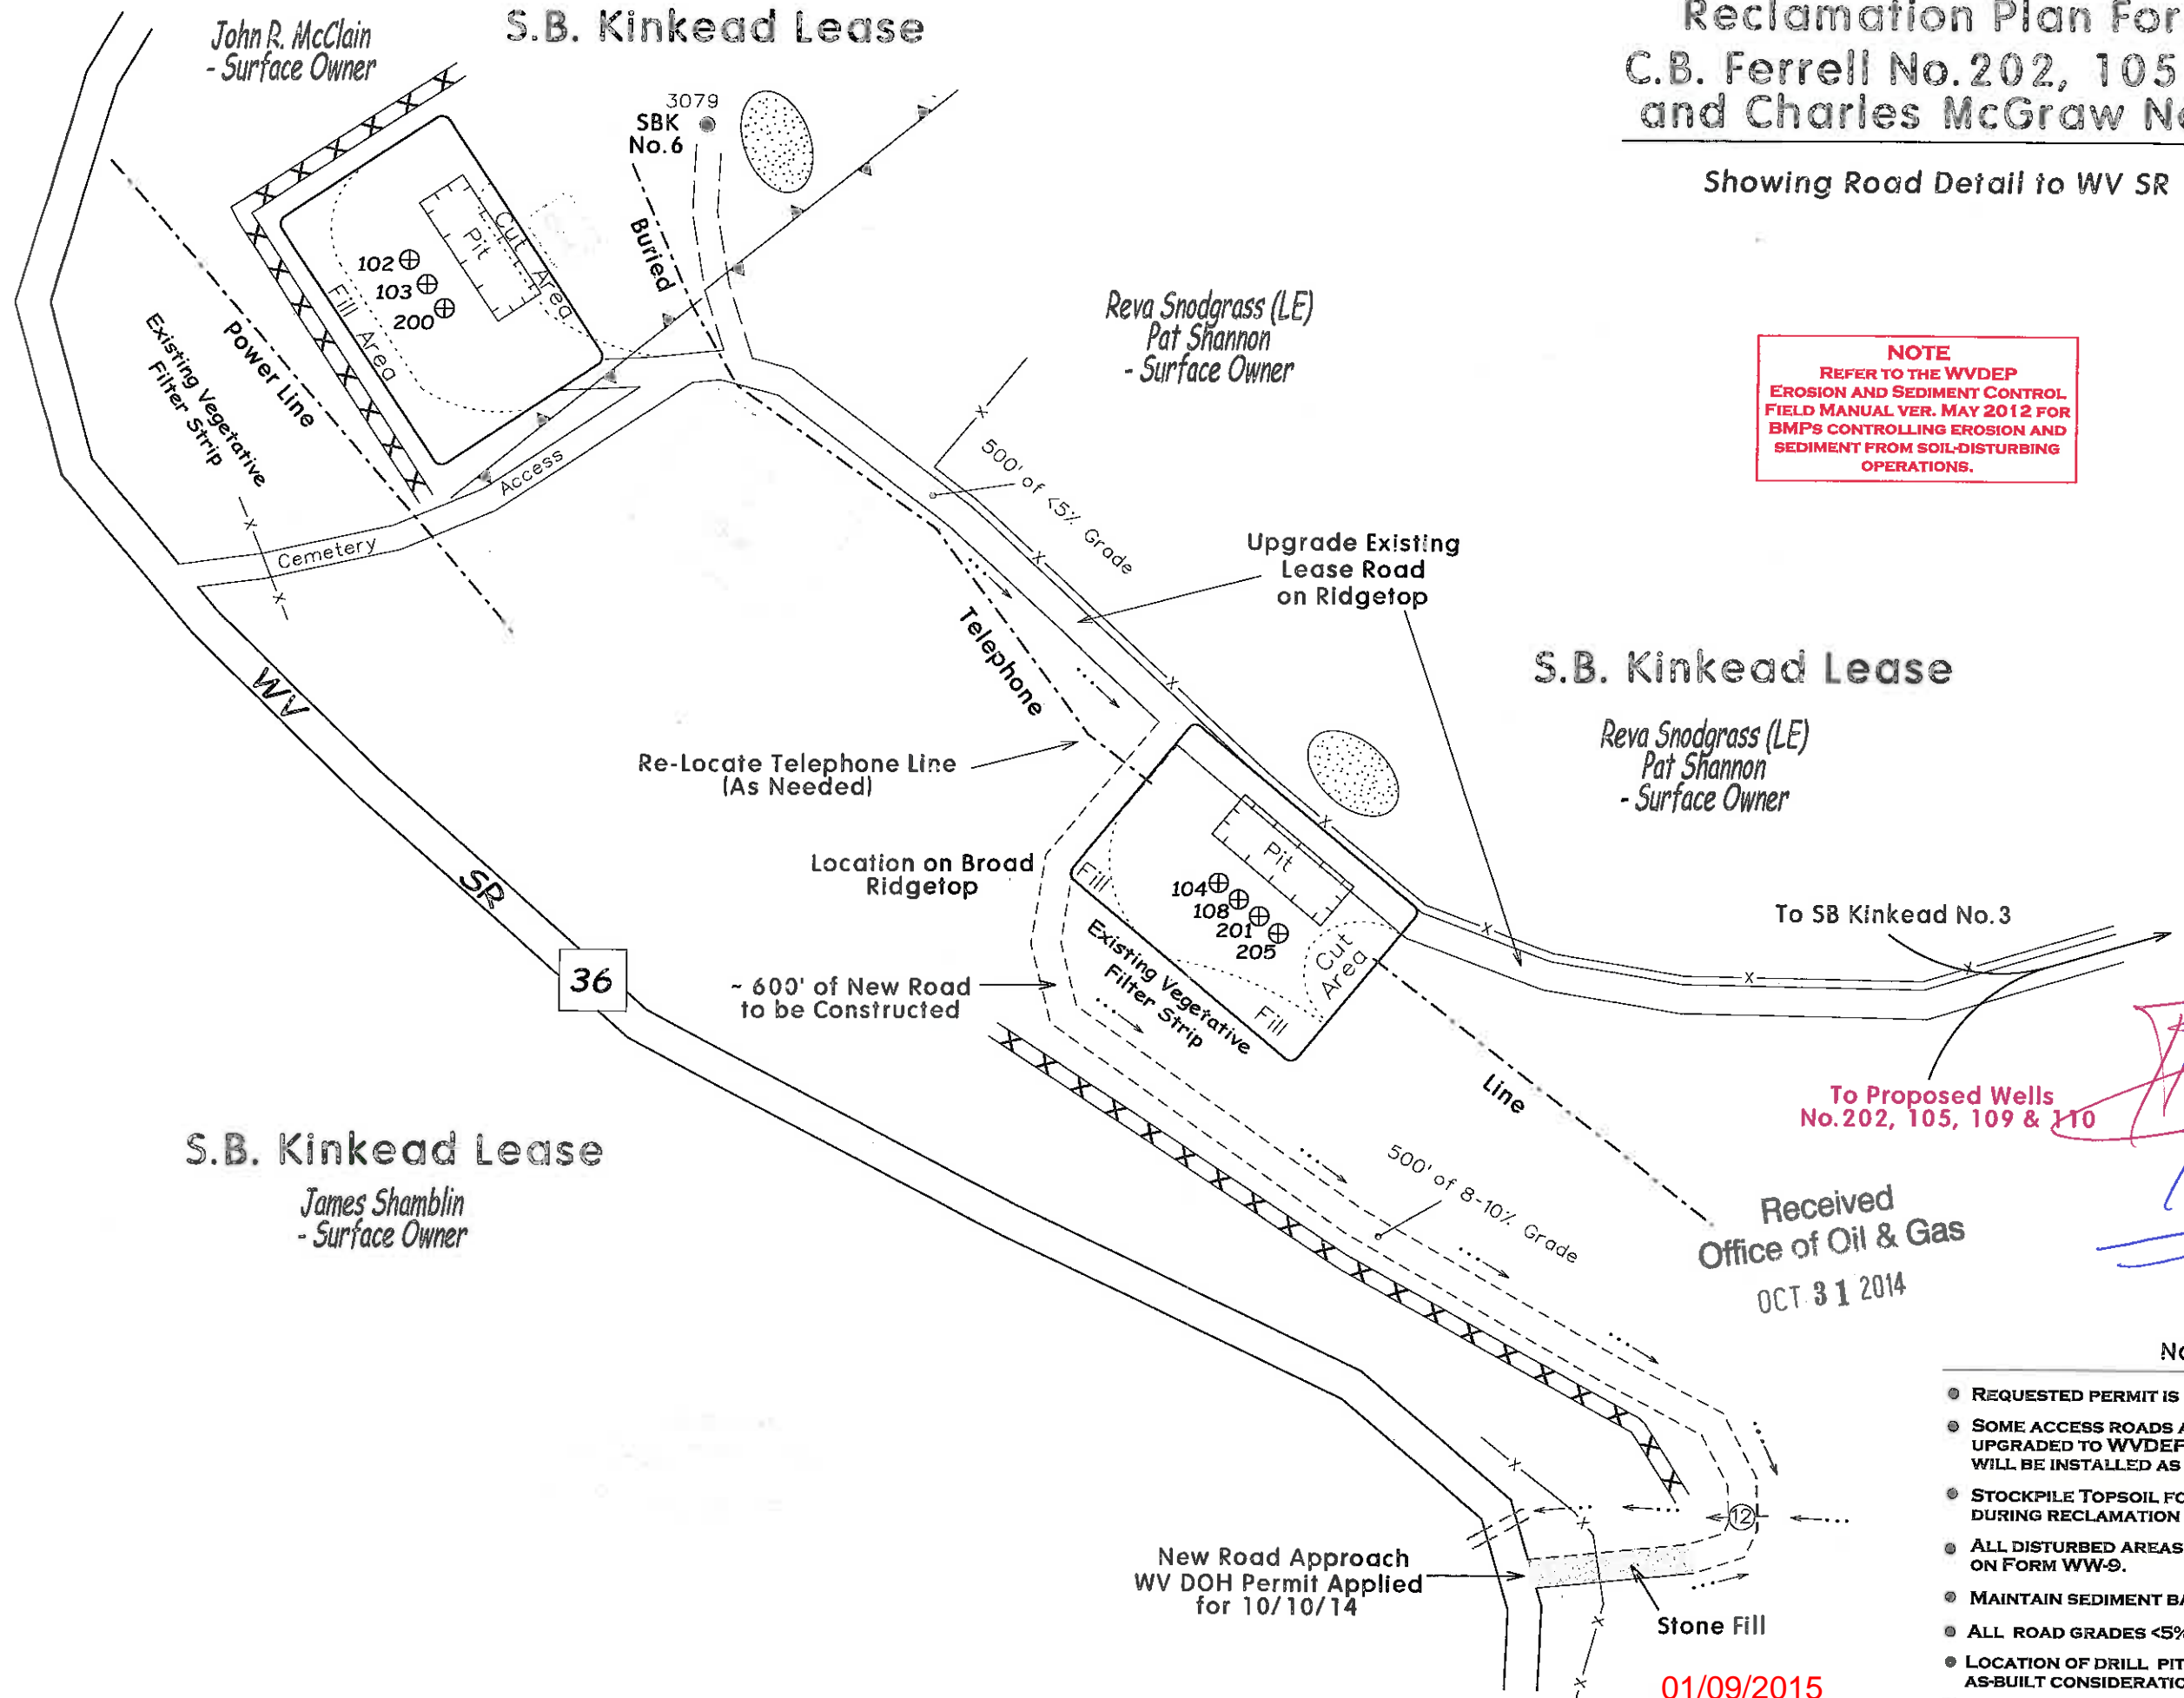 John R. McClain
- Surface Owner
S.B. Kinkead Lease
Reclamation Plan For
C.B. Ferrell No.202, 105
and Charles McGraw
Showing Road Detail to WV SR
3079
SBK
No.6
Buried
Pit
Cut Area
Fill Area
102
103
200
Power Line
Existing Vegetative
Filter Strip
Cemetery
Access
Reva Snodgrass (LE)
Pat Shannon
- Surface Owner
NOTE
REFER TO THE WVDEP
EROSION AND SEDIMENT CONTROL
FIELD MANUAL VER. MAY 2012 FOR
BMPS CONTROLLING EROSION AND
SEDIMENT FROM SOIL-DISTURBING
OPERATIONS.
500' of <5% Grade
Upgrade Existing
Lease Road
on Ridgetop
Telephone
S.B. Kinkead Lease
Reva Snodgrass (LE)
Pat Shannon
- Surface Owner
WV
SR
36
Re-Locate Telephone Line
(As Needed)
Location on Broad
Ridgetop
Pit
Fill
104
108
201
205
Cut
Area
Fill
Existing Vegetative
Filter Strip
~ 600' of New Road
to be Constructed
To SB Kinkead No.3
Line
To Proposed Wells
No.202, 105, 109 & 110
S.B. Kinkead Lease
James Shamblin
- Surface Owner
500' of 8-10% Grade
Received
Office of Oil & Gas
OCT 31 2014
REQUESTED PERMIT IS
SOME ACCESS ROADS
UPGRADED TO
WILL BE INSTALLED AS
STOCKPILE TOPSOIL
DURING RECLAMATION
ALL DISTURBED AREAS
ON FORM WW-9.
MAINTAIN SEDIMENT
ALL ROAD GRADES <5%
LOCATION OF DRILL PIT
12
New Road Approach
WV DOH Permit Applied
for 10/10/14
Stone Fill
01/09/2015